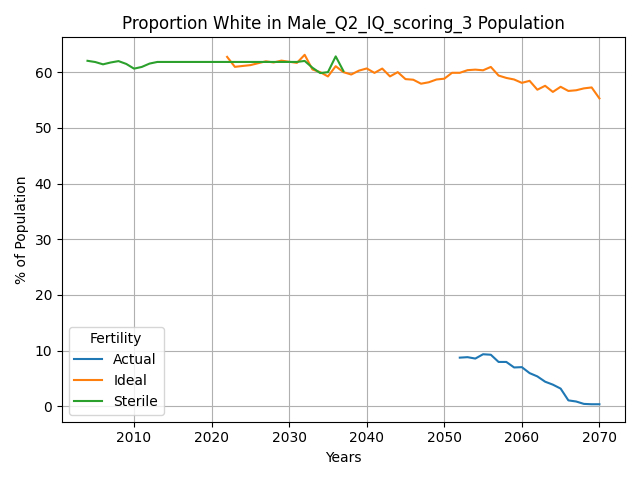 Proportion White in Male_Q2_IQ_scoring_3 Population
% of Population
60
50
40
30
20
10
0
Fertility
Actual
Ideal
Sterile
2010 2020 2030 2040 2050 2060 2070
Years